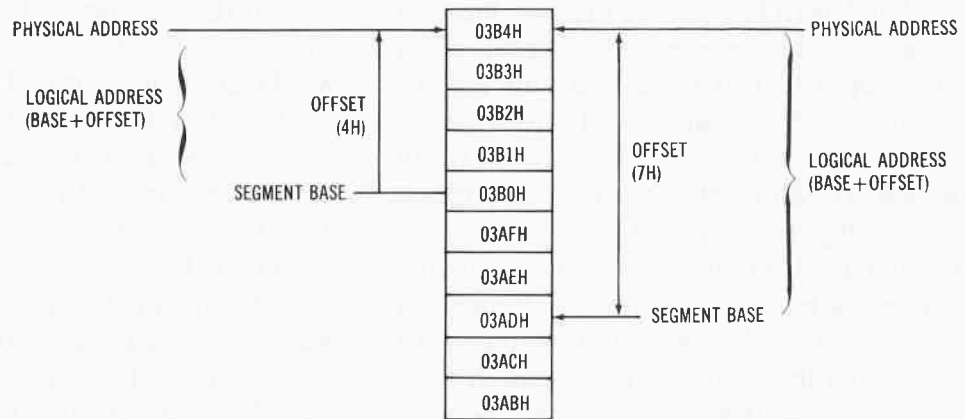 PHYSICAL ADDRESS
LOGICAL ADDRESS
(BASE+OFFSET)
OFFSET
(4H)
SEGMENT BASE
03B4H
03B3H
03B2H
03B1H
03B0H
03AFH
03AEH
03ADH
03ACH
03ABH
PHYSICAL ADDRESS
OFFSET
(7H)
LOGICAL ADDRESS
(BASE+OFFSET)
SEGMENT BASE